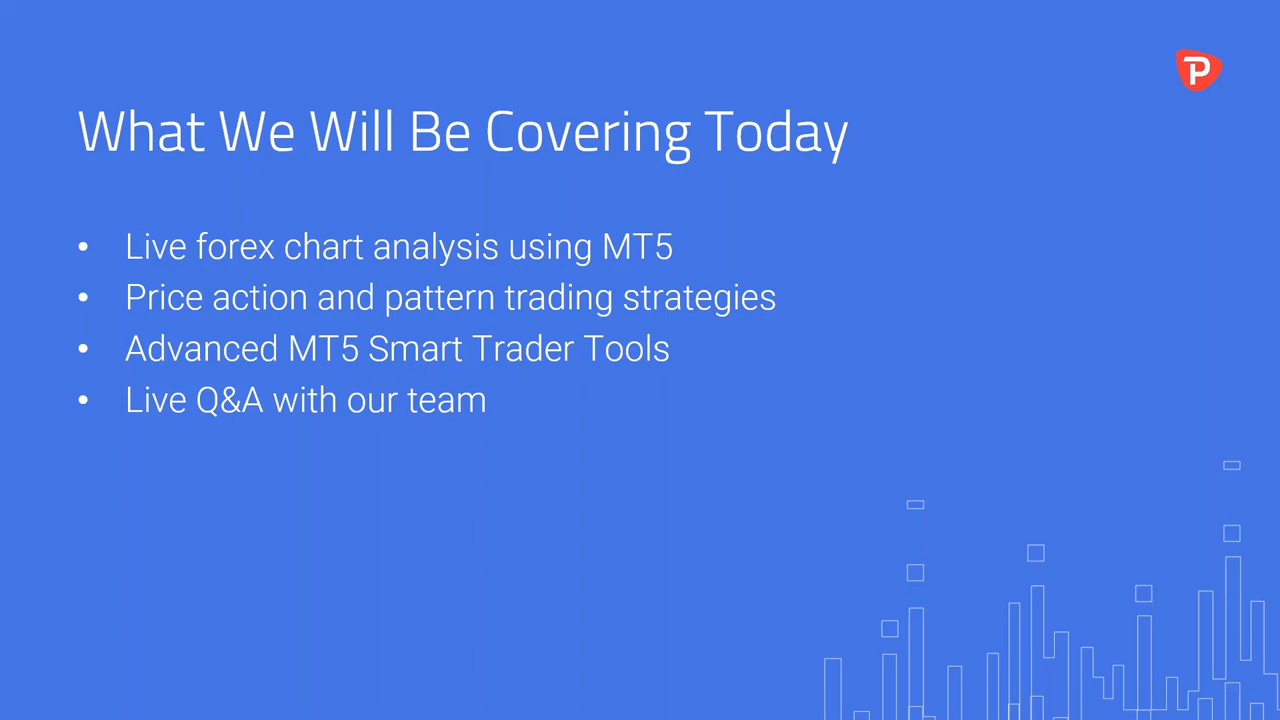 P
What We Will Be Covering Today
• Live forex chart analysis using MT5
• Price action and pattern trading strategies
• Advanced MT5 Smart Trader Tools
• Live Q&A with our team